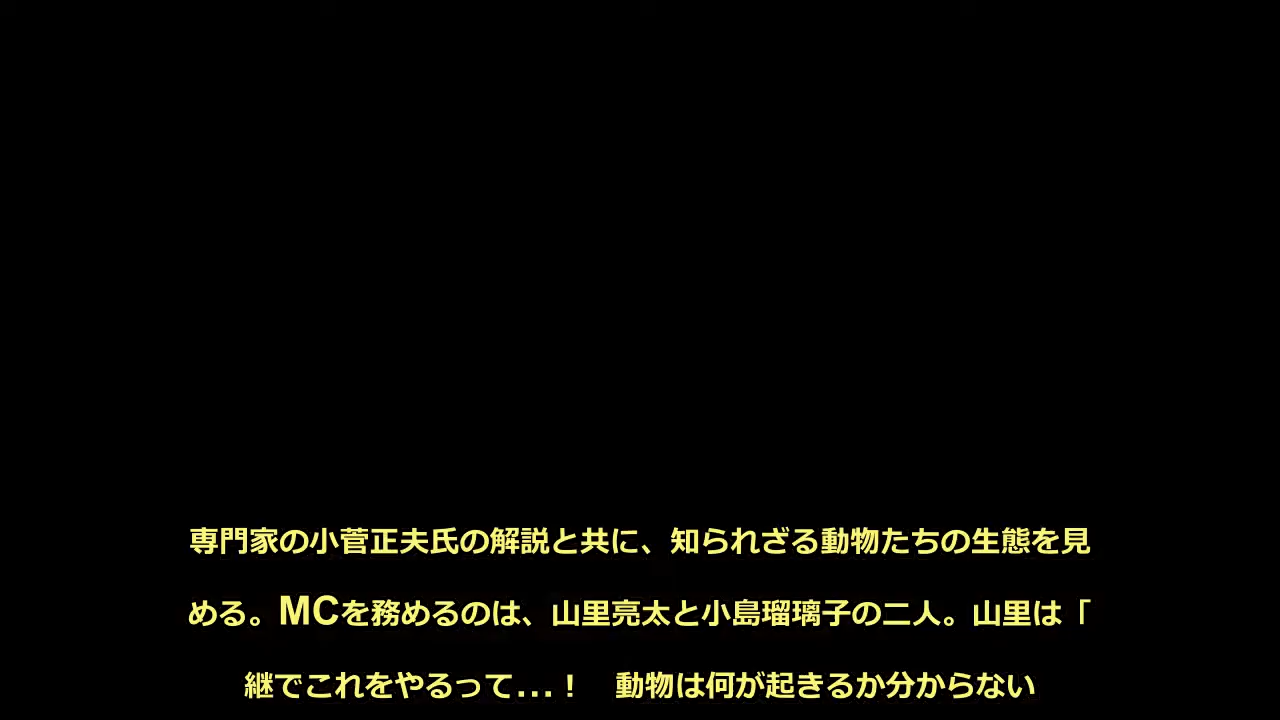 専門家の小菅正夫氏の解説と共に、知られざる動物たちの生態を見
める。MCを務めるのは、山里亮太と小島瑠璃子の二人。山里は「
継でこれをやるって…！　動物は何が起きるか分からない